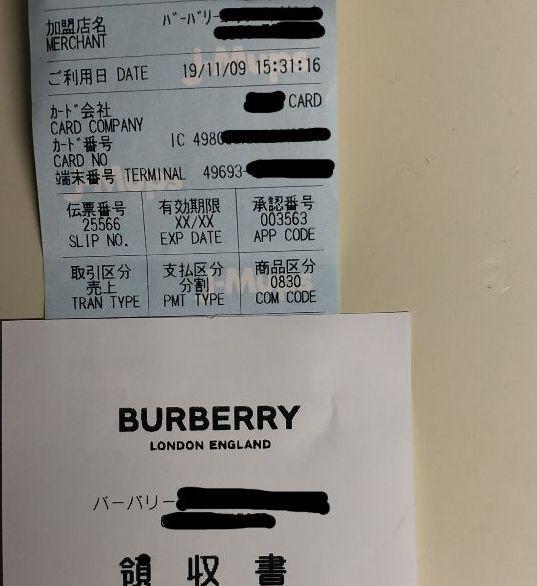 加盟店名 バーバリー
MERCHANT
ご利用日 DATE 19/11/09 15:31:16
カード会社 CARD
CARD COMPANY
カード番号 IC 4980
CARD NO
端末番号 TERMINAL 49693-
伝票番号 有効期限 承認番号
25566 XX/XX 003563
SLIP NO. EXP DATE APP CODE
取引区分 支払区分 商品区分
売上 分割 0830
TRAN TYPE PMT TYPE COM CODE
BURBERRY
LONDON ENGLAND
バーバリー
領収書